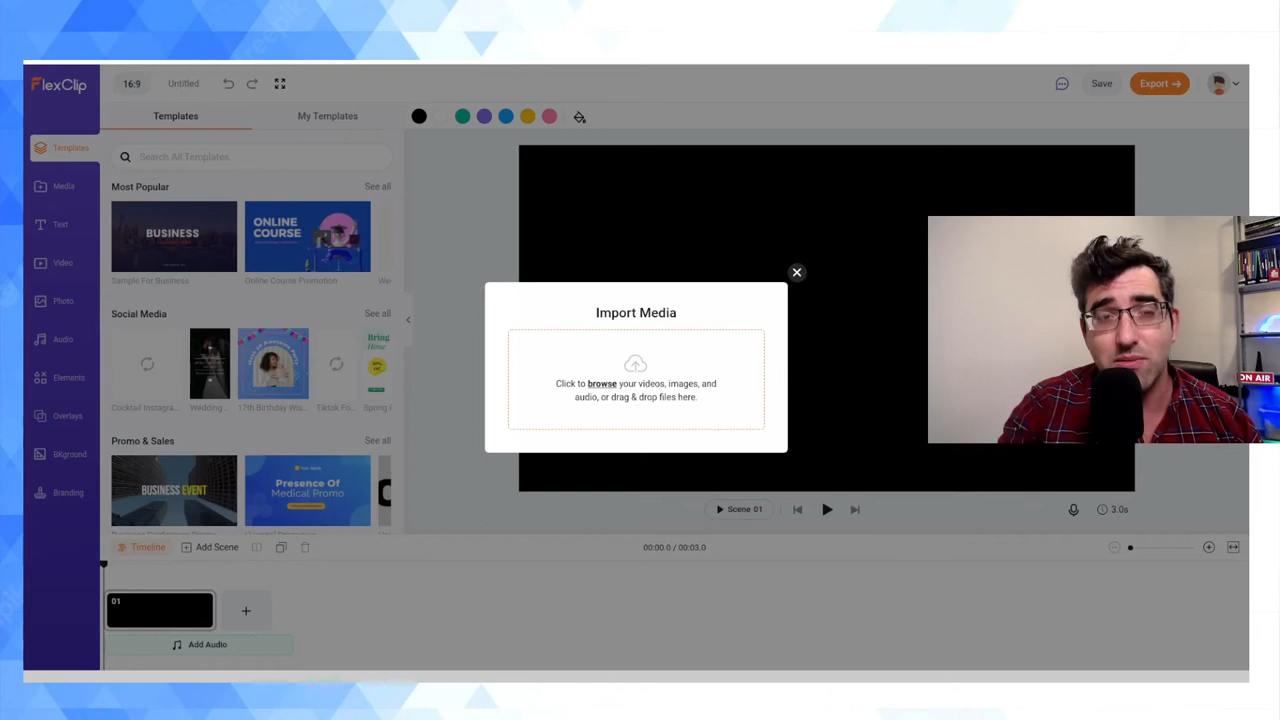 FlexClip
16:9
Untitled
Save
Export
Templates
My Templates
Templates
Search All Templates.
Media
Most Popular
See all
Text
BUSINESS
ONLINE
COURSE
Video
Sample For Business
Online Course Promotion
Photo
Social Media
See all
Audio
Bring
Home
Elements
Cocktail Instagra...
Wedding
17th Birthday Wis...
Tiktok Fo...
Spring
Overlays
Promo & Sales
See all
BKground
BUSINESS EVENT
Presence Of
Medical Promo
Branding
Import Media
Click to browse your videos, images, and
audio, or drag & drop files here.
ON AIR
Scene 01
3.0s
Timeline
Add Scene
00:00.0 / 00:03.0
01
Add Audio